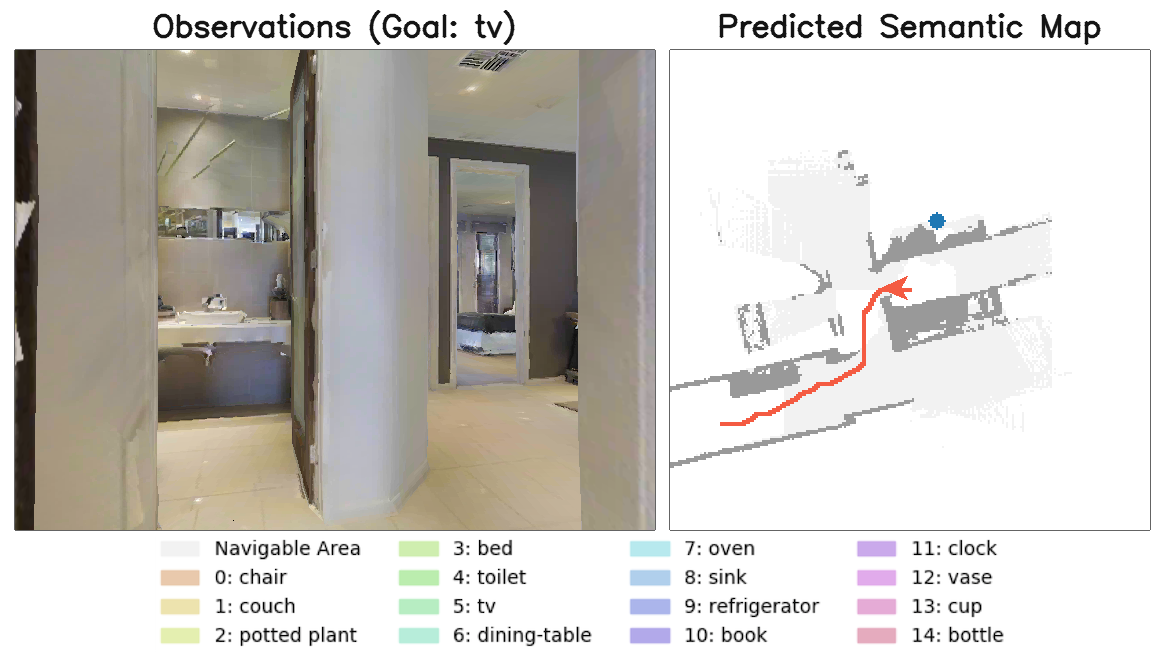 Observations (Goal: tv)
Predicted Semantic Map
Navigable Area
0: chair
1: couch
2: potted plant
3: bed
4: toilet
5: tv
6: dining-table
7: oven
8: sink
9: refrigerator
10: book
11: clock
12: vase
13: cup
14: bottle